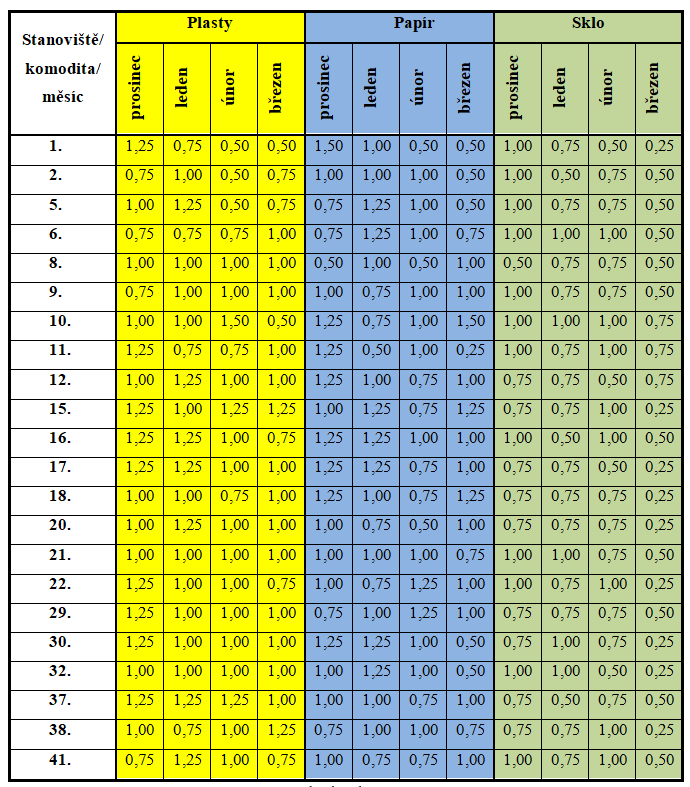 Stanoviště/ komodita/ měsíc Plasty Papír Sklo
prosinec leden únor březen prosinec leden únor březen prosinec leden únor březen
1. 1,25 0,75 0,50 0,50 1,50 1,00 0,50 0,50 1,00 0,75 0,50 0,25
2. 0,75 1,00 0,50 0,75 1,00 1,00 1,00 0,50 1,00 0,50 0,75 0,50
5. 1,00 1,25 0,50 0,75 0,75 1,25 1,00 0,50 1,00 0,75 0,75 0,50
6. 0,75 0,75 0,75 1,00 0,75 1,25 1,00 0,75 1,00 1,00 1,00 0,50
8. 1,00 1,00 1,00 1,00 0,50 1,00 0,50 1,00 0,50 0,75 0,75 0,50
9. 0,75 1,00 1,00 1,00 1,00 0,75 1,00 1,00 1,00 0,75 0,75 0,50
10. 1,00 1,00 1,50 0,50 1,25 0,75 1,00 1,50 1,00 1,00 1,00 0,75
11. 1,25 0,75 0,75 1,00 1,25 0,50 1,00 0,25 1,00 0,75 1,00 0,75
12. 1,00 1,25 1,00 1,00 1,25 1,00 0,75 1,00 0,75 0,75 0,50 0,75
15. 1,25 1,00 1,25 1,25 1,00 1,25 0,75 1,25 0,75 0,75 1,00 0,25
16. 1,25 1,25 1,00 0,75 1,25 1,25 1,00 1,00 1,00 0,50 1,00 0,50
17. 1,25 1,25 1,00 1,00 1,25 1,25 0,75 1,00 0,75 0,75 0,50 0,25
18. 1,00 1,00 0,75 1,00 1,25 1,00 0,75 1,25 0,75 0,75 0,75 0,25
20. 1,00 1,25 1,00 1,00 1,00 0,75 0,50 1,00 0,75 0,75 0,75 0,25
21. 1,00 1,00 1,00 1,00 1,00 1,00 1,00 0,75 1,00 1,00 0,75 0,50
22. 1,25 1,00 1,00 0,75 1,00 0,75 1,25 1,00 1,00 0,75 1,00 0,25
29. 1,25 1,00 1,00 1,00 0,75 1,00 1,25 1,00 0,75 0,75 0,75 0,50
30. 1,25 1,00 1,00 1,00 1,25 1,25 1,00 0,50 0,75 1,00 0,75 0,25
32. 1,00 1,00 1,00 1,00 1,00 1,25 1,00 0,50 1,00 1,00 0,50 0,25
37. 1,25 1,25 1,25 1,00 1,00 1,00 0,75 1,00 0,75 0,50 0,75 0,50
38. 1,00 0,75 1,00 1,25 0,75 1,00 1,00 0,75 0,75 0,75 1,00 0,25
41. 0,75 1,25 1,00 0,75 1,00 0,75 0,75 1,00 1,00 0,75 1,00 0,50